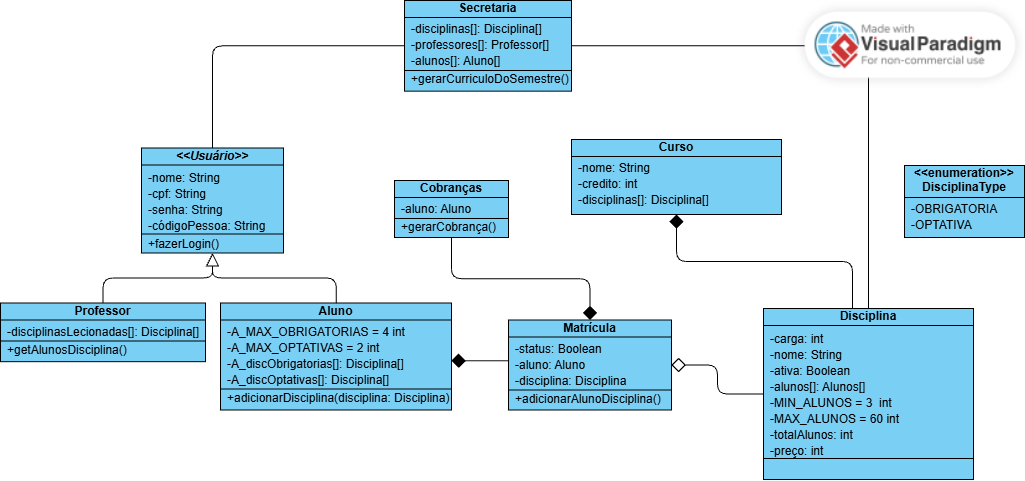 Secretaria
-disciplinas[]: Disciplina[]
-professores[]: Professor[]
-alunos[]: Aluno[]
+gerarCurriculoDoSemestre()
Made with
Visual Paradigm
For non-commercial use
<<Usuário>>
-nome: String
-cpf: String
-senha: String
-códigoPessoa: String
+fazerLogin()
Cobranças
-aluno: Aluno
+gerarCobrança()
Curso
-nome: String
-credito: int
-disciplinas[]: Disciplina[]
<<enumeration>>
DisciplinaType
-OBRIGATORIA
-OPTATIVA
Professor
-disciplinasLecionadas[]: Disciplina[]
+getAlunosDisciplina()
Aluno
-A_MAX_OBRIGATORIAS = 4 int
-A_MAX_OPTATIVAS = 2 int
-A_discObrigatorias[]: Disciplina[]
-A_discOptativas[]: Disciplina[]
+adicionarDisciplina(disciplina: Disciplina)
Matrícula
-status: Boolean
-aluno: Aluno
-disciplina: Disciplina
+adicionarAlunoDisciplina()
Disciplina
-carga: int
-nome: String
-ativa: Boolean
-alunos[]: Alunos[]
-MIN_ALUNOS = 3 int
-MAX_ALUNOS = 60 int
-totalAlunos: int
-preço: int